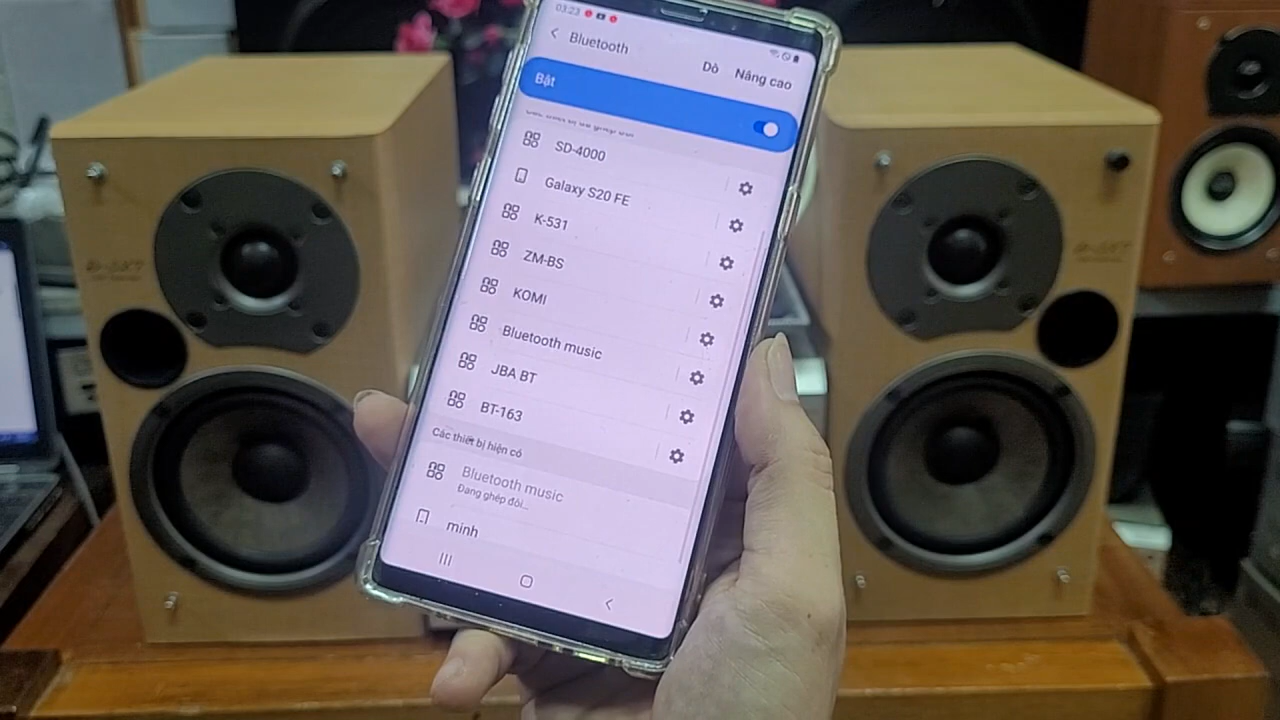 03:23
Bluetooth
Dò
Nâng cao
Bật
SD-4000
Galaxy S20 FE
K-531
ZM-BS
KOMI
Bluetooth music
JBA BT
BT-163
Các thiết bị hiện có
Bluetooth music
Đang ghép đôi...
minh